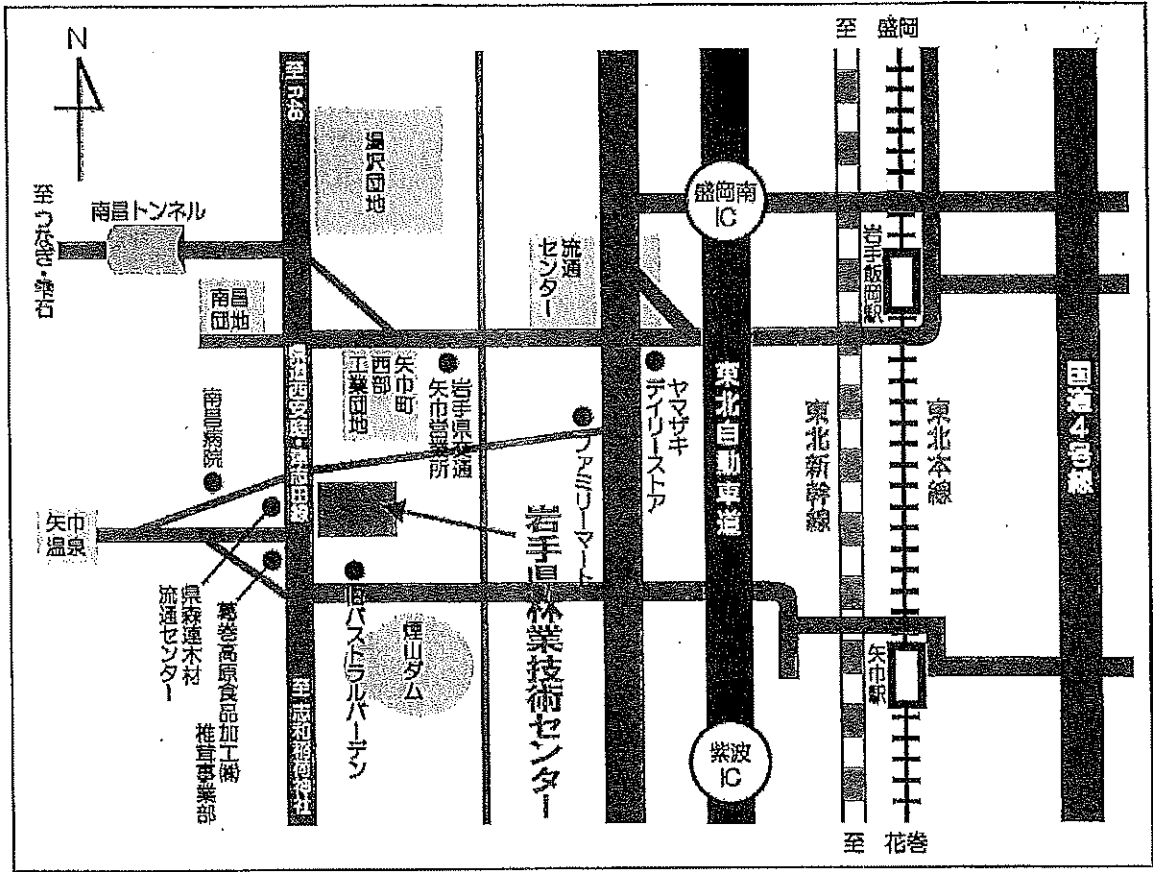 N
至 盛岡
至R46
湯沢団地
盛岡南
IC
南昌トンネル
至つなぎ・雫石
流通
センター
岩手飯岡駅
南昌
団地
矢巾町
西部
工業団地
岩手県交通
矢巾営業所
ヤマザキ
デイリーストア
東北自動車道
東北新幹線
東北本線
国道4号線
南昌病院
ファミリーマート
矢巾
温泉
岩手県林業技術センター
県森連木材
流通センター
葛巻高原食品加工㈱
椎茸事業部
旧パストラルバーデン
煙山ダム
矢巾駅
至 志和稲荷神社
紫波
IC
至 花巻